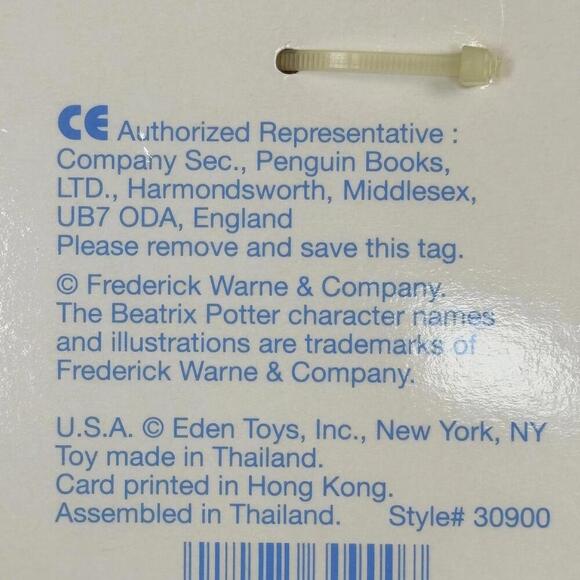 CE Authorized Representative :
Company Sec., Penguin Books,
LTD., Harmondsworth, Middlesex,
UB7 ODA, England
Please remove and save this tag.
© Frederick Warne & Company.
The Beatrix Potter character names
and illustrations are trademarks of
Frederick Warne & Company.
U.S.A. © Eden Toys, Inc., New York, NY
Toy made in Thailand.
Card printed in Hong Kong.
Assembled in Thailand. Style# 30900